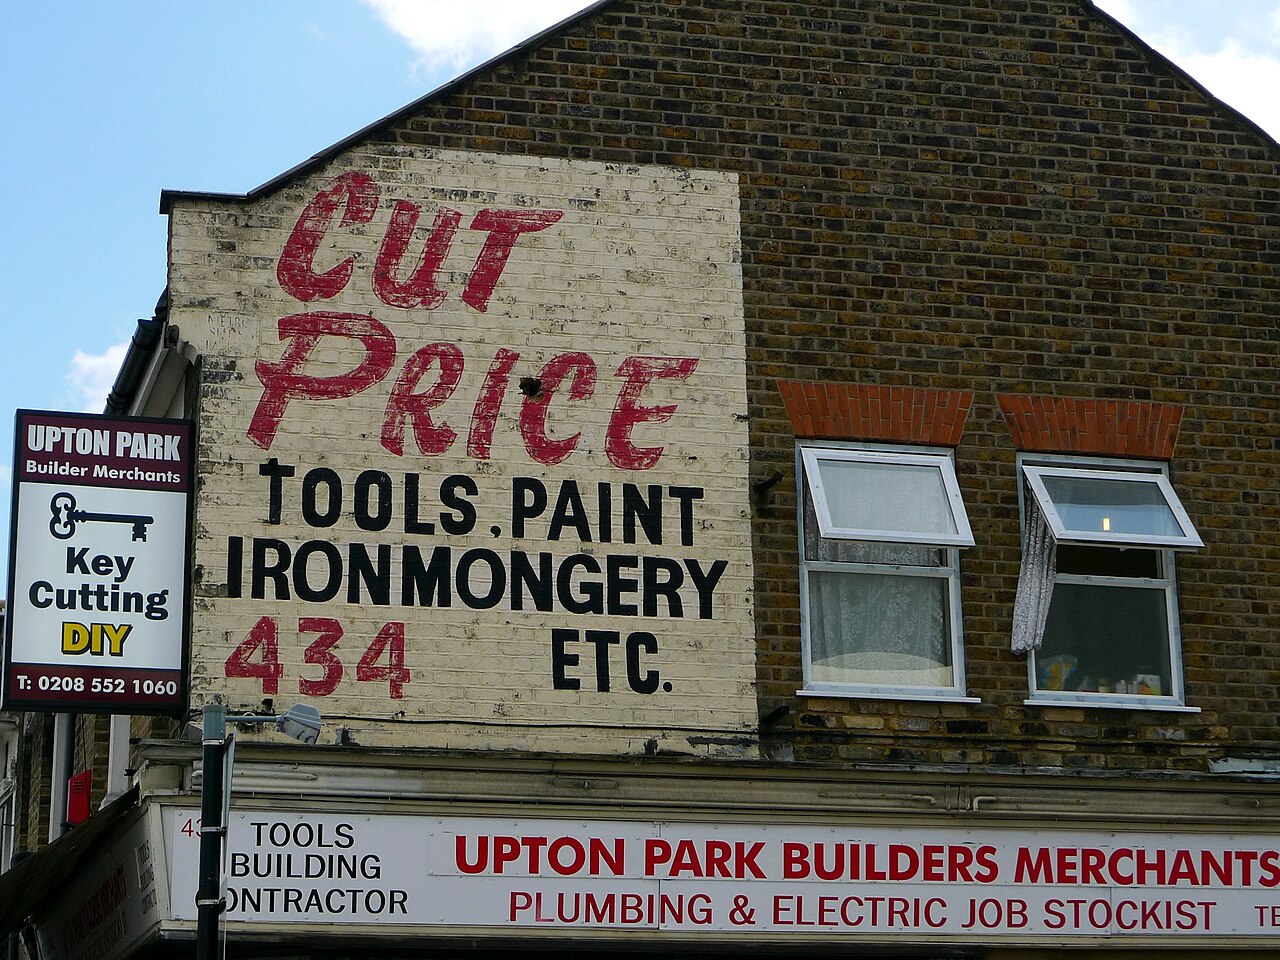 CUT
PRICE
TOOLS, PAINT
IRONMONGERY
434 ETC.
UPTON PARK
Builder Merchants
Key
Cutting
DIY
T: 0208 552 1060
TOOLS
BUILDING
CONTRACTOR
UPTON PARK BUILDERS MERCHANTS
PLUMBING & ELECTRIC JOB STOCKIST